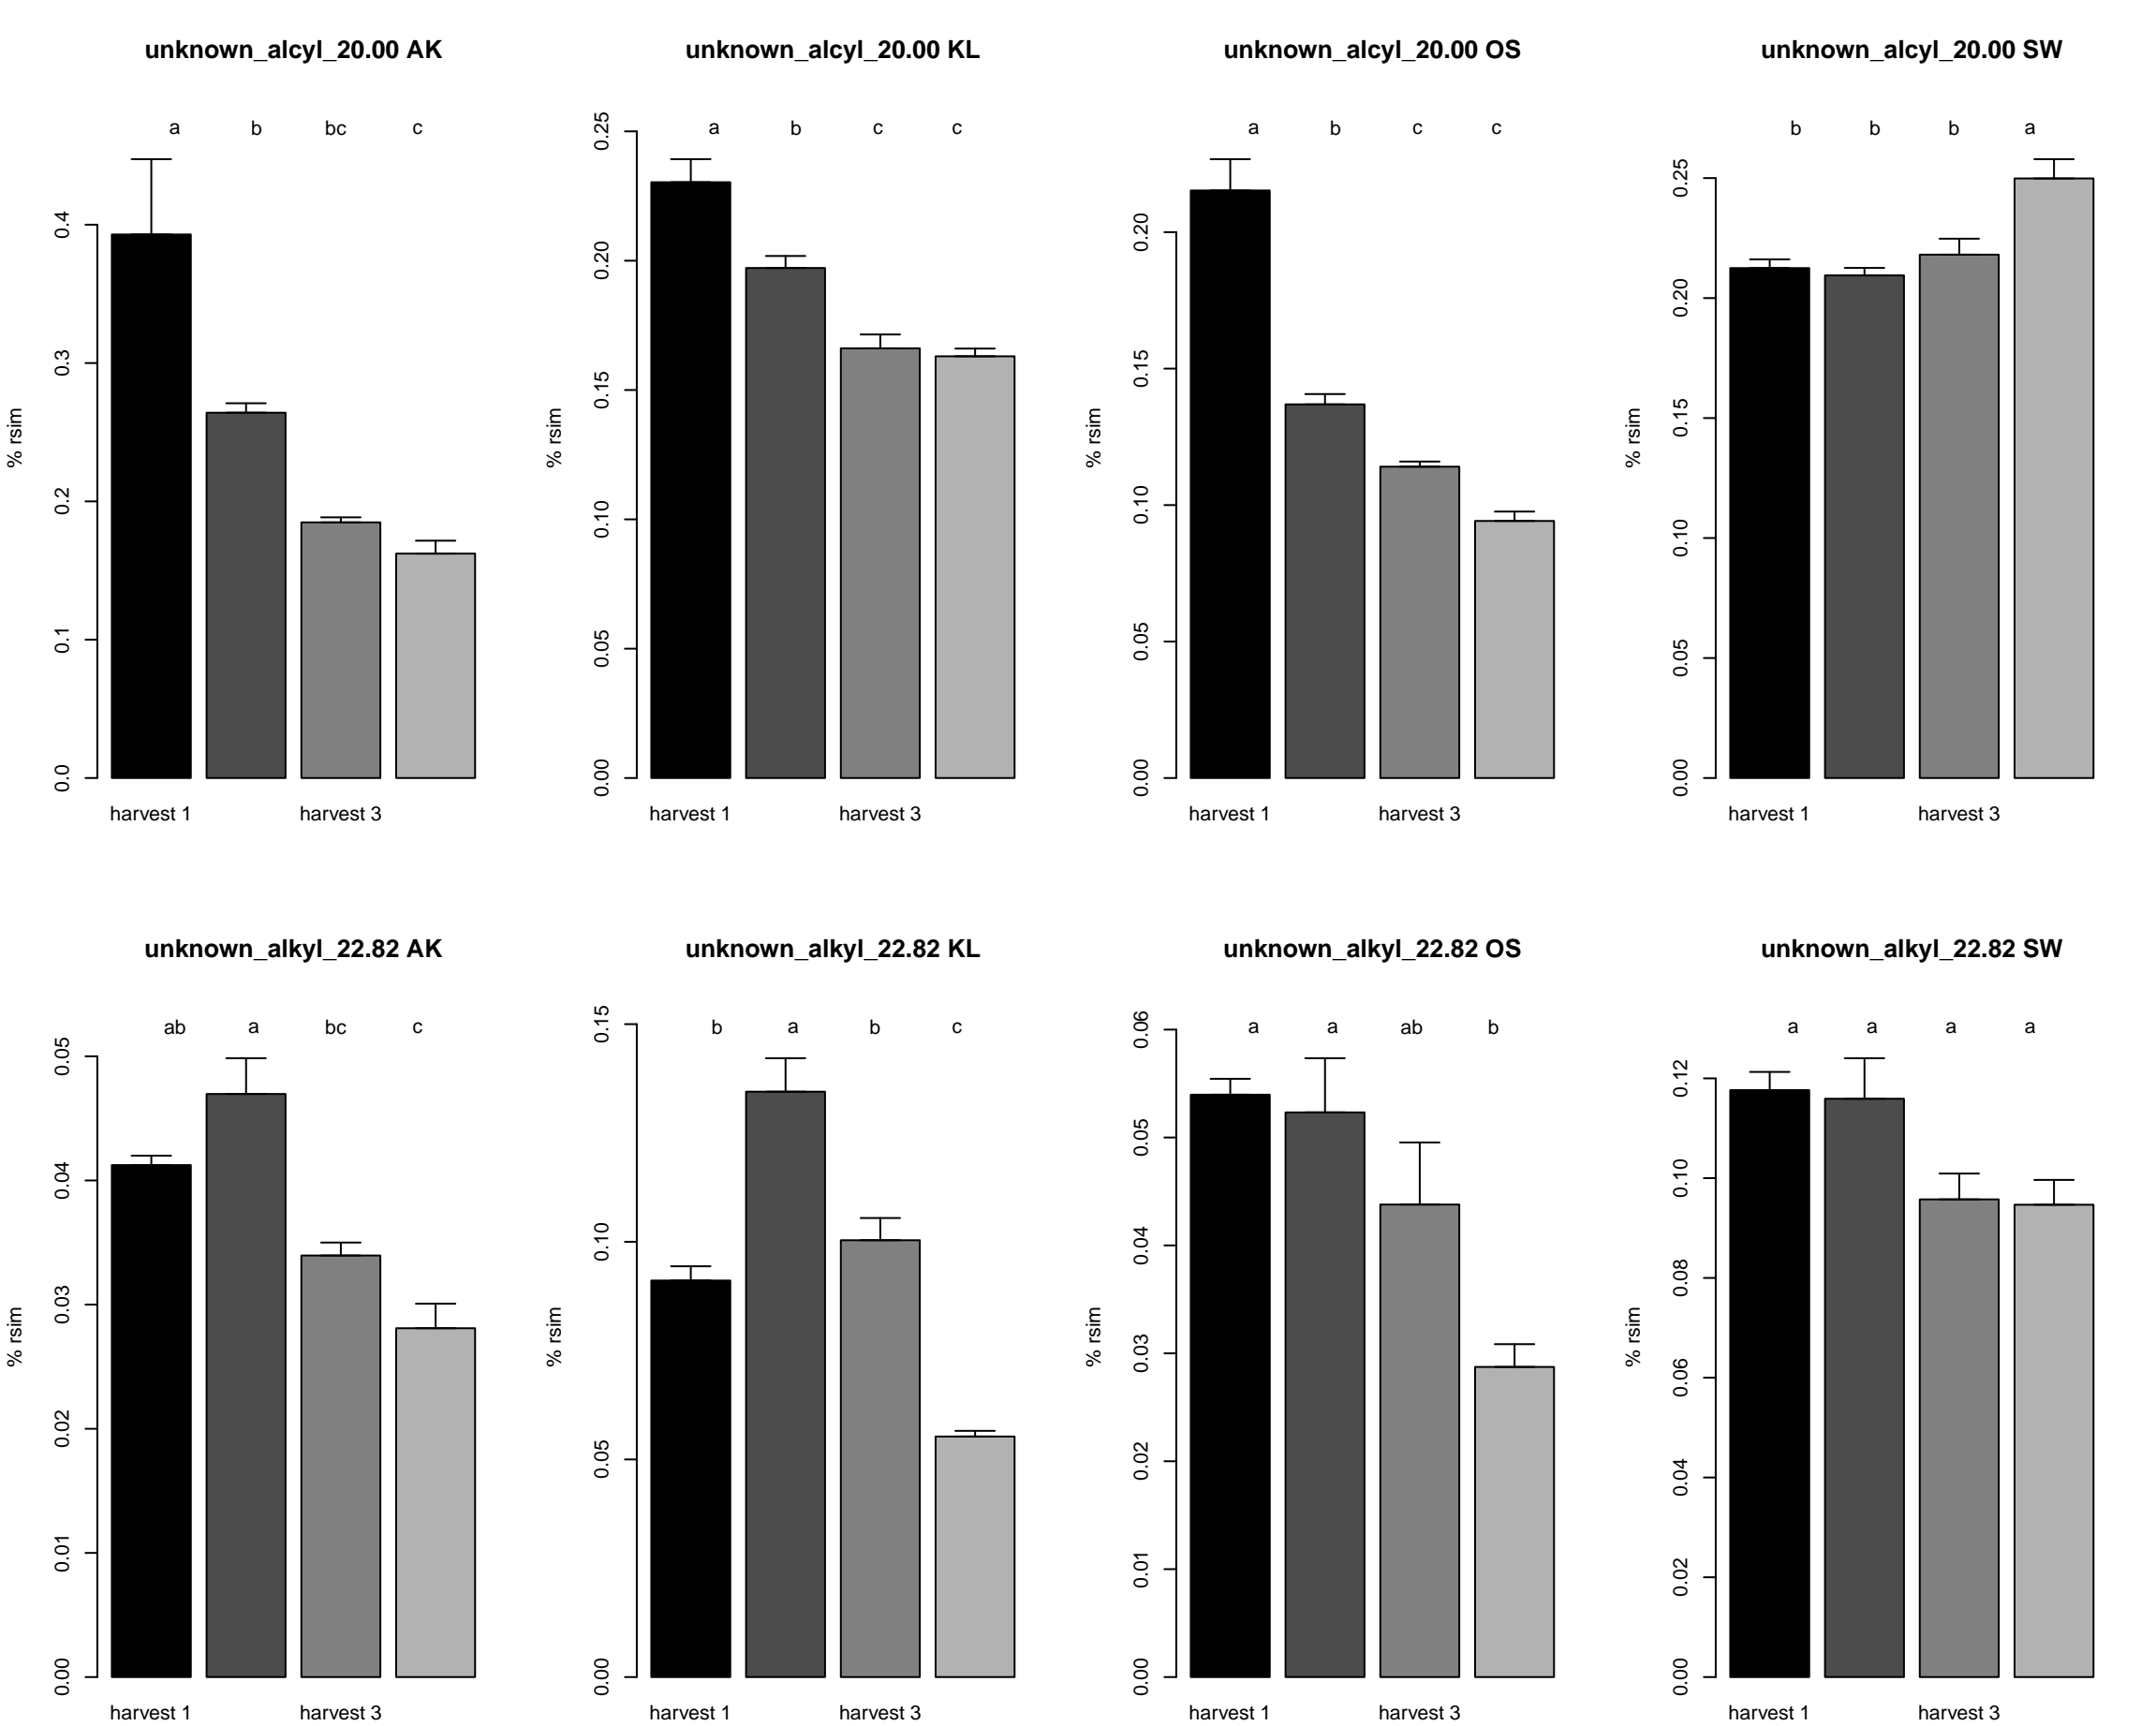 unknown_alcyl_20.00 AK
% rsim
0.0 0.1 0.2 0.3 0.4
a b bc c
harvest 1 harvest 3
unknown_alcyl_20.00 KL
% rsim
0.00 0.05 0.10 0.15 0.20 0.25
a b c c
harvest 1 harvest 3
unknown_alcyl_20.00 OS
% rsim
0.00 0.05 0.10 0.15 0.20
a b c c
harvest 1 harvest 3
unknown_alcyl_20.00 SW
% rsim
0.00 0.05 0.10 0.15 0.20 0.25
b b b a
harvest 1 harvest 3
unknown_alkyl_22.82 AK
% rsim
0.00 0.01 0.02 0.03 0.04 0.05
ab a bc c
harvest 1 harvest 3
unknown_alkyl_22.82 KL
% rsim
0.00 0.05 0.10 0.15
b a b c
harvest 1 harvest 3
unknown_alkyl_22.82 OS
% rsim
0.00 0.01 0.02 0.03 0.04 0.05 0.06
a a ab b
harvest 1 harvest 3
unknown_alkyl_22.82 SW
% rsim
0.00 0.02 0.04 0.06 0.08 0.10 0.12
a a a a
harvest 1 harvest 3